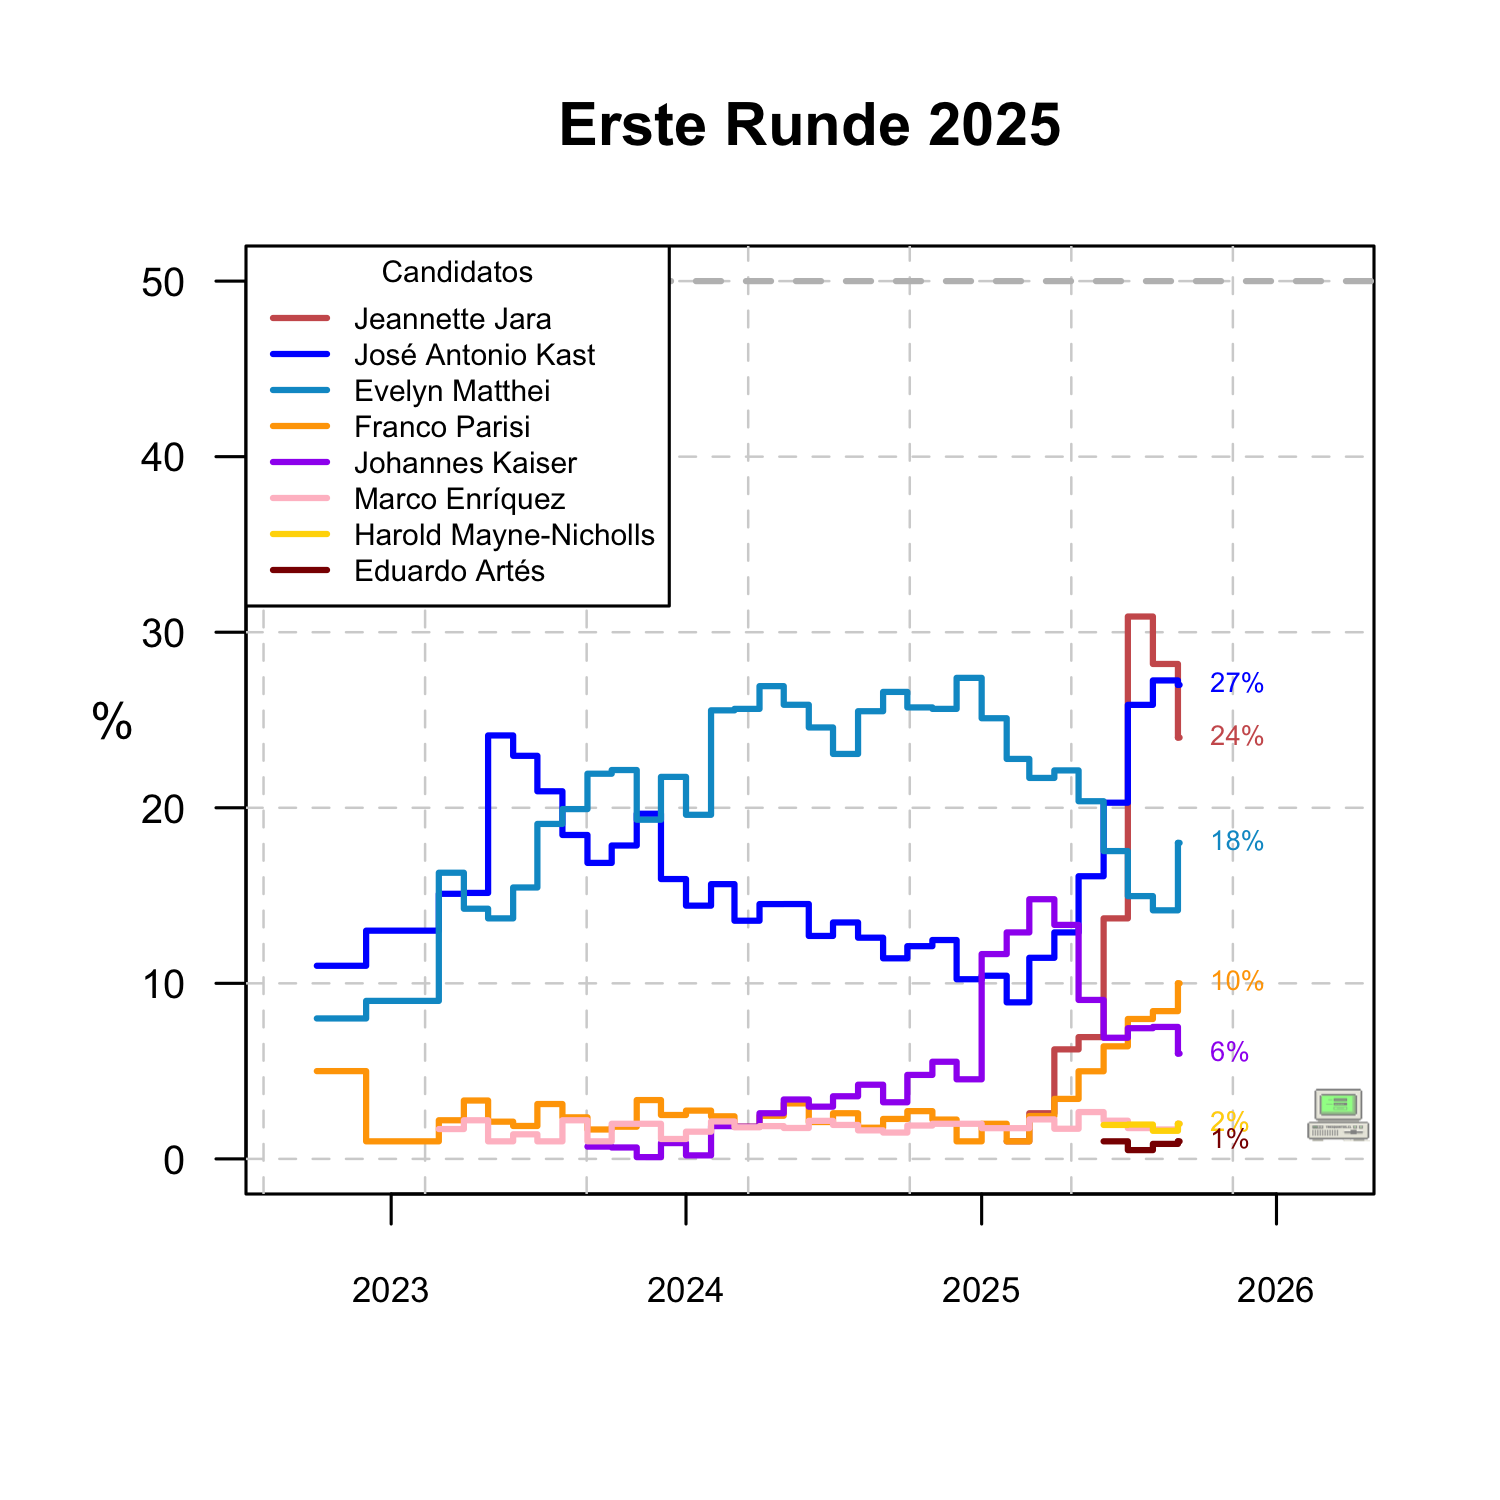 Erste Runde 2025
Candidatos
Jeannette Jara
José Antonio Kast
Evelyn Matthei
Franco Parisi
Johannes Kaiser
Marco Enríquez
Harold Mayne-Nicholls
Eduardo Artés
%
50
40
30
20
10
0
27%
24%
18%
10%
6%
2%
1%
2023 2024 2025 2026